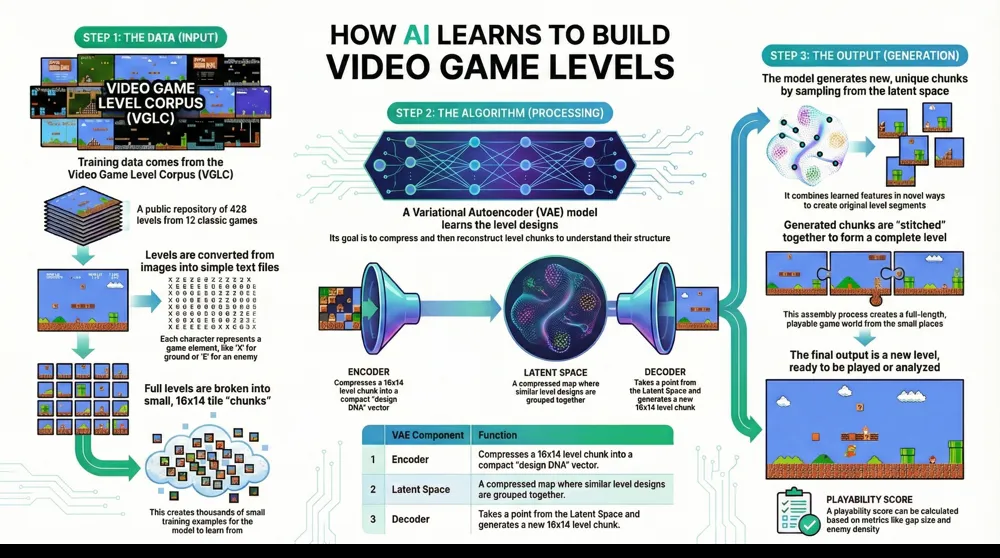 HOW AI LEARNS TO BUILD
VIDEO GAME LEVELS
STEP 1: THE DATA (INPUT)
VIDEO GAME
LEVEL CORPUS
(VGLC)
Training data comes from the
Video Game Level Corpus (VGLC)
A public repository of 428
levels from 12 classic games
Levels are converted from
images into simple text files
Each character represents a
game element, like 'X' for
ground or 'E' for an enemy
Full levels are broken into
small, 16x14 tile "chunks"
This creates thousands of small
training examples for the
model to learn from
STEP 2: THE ALGORITHM (PROCESSING)
A Variational Autoencoder (VAE) model
learns the level designs
Its goal is to compress and then reconstruct level chunks to understand their structure
ENCODER
Compresses a 16x14
level chunk into a
compact "design
DNA" vector
LATENT SPACE
A compressed map where
similar level designs are
grouped together
DECODER
Takes a point from
the Latent Space and
generates a new
16x14 level chunk
VAE Component Function
1 Encoder Compresses a 16x14 level chunk into a
compact "design DNA" vector.
2 Latent Space A compressed map where similar level designs
are grouped together.
3 Decoder Takes a point from the Latent Space and
generates a new 16x14 level chunk.
STEP 3: THE OUTPUT (GENERATION)
The model generates new, unique chunks
by sampling from the latent space
It combines learned features in novel ways
to create original level segments
Generated chunks are "stitched"
together to form a complete level
This assembly process creates a full-length,
playable game world from the small places
The final output is a new level,
ready to be played or analyzed
PLAYABILITY SCORE
A playability score can be calculated
based on metrics like gap size and
enemy density